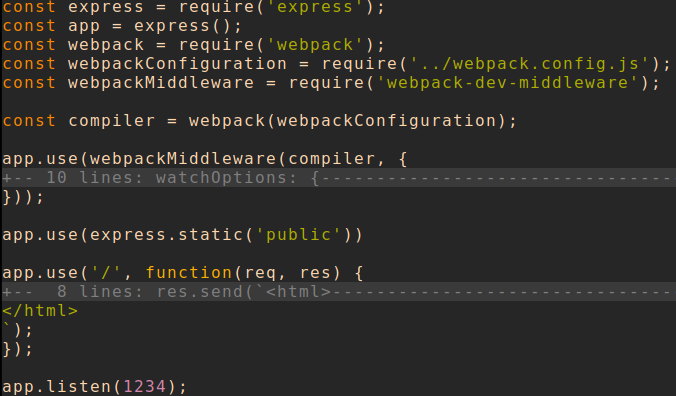 const express = require('express');
const app = express();
const webpack = require('webpack');
const webpackConfiguration = require('../webpack.config.js');
const webpackMiddleware = require('webpack-dev-middleware');
const compiler = webpack(webpackConfiguration);
app.use(webpackMiddleware(compiler, {
+-- 10 lines: watchOptions: {--------------------------------
}));
app.use(express.static('public'))
app.use('/', function(req, res) {
+--  8 lines: res.send(`<html>-------------------------------
</html>
`);
});
app.listen(1234);